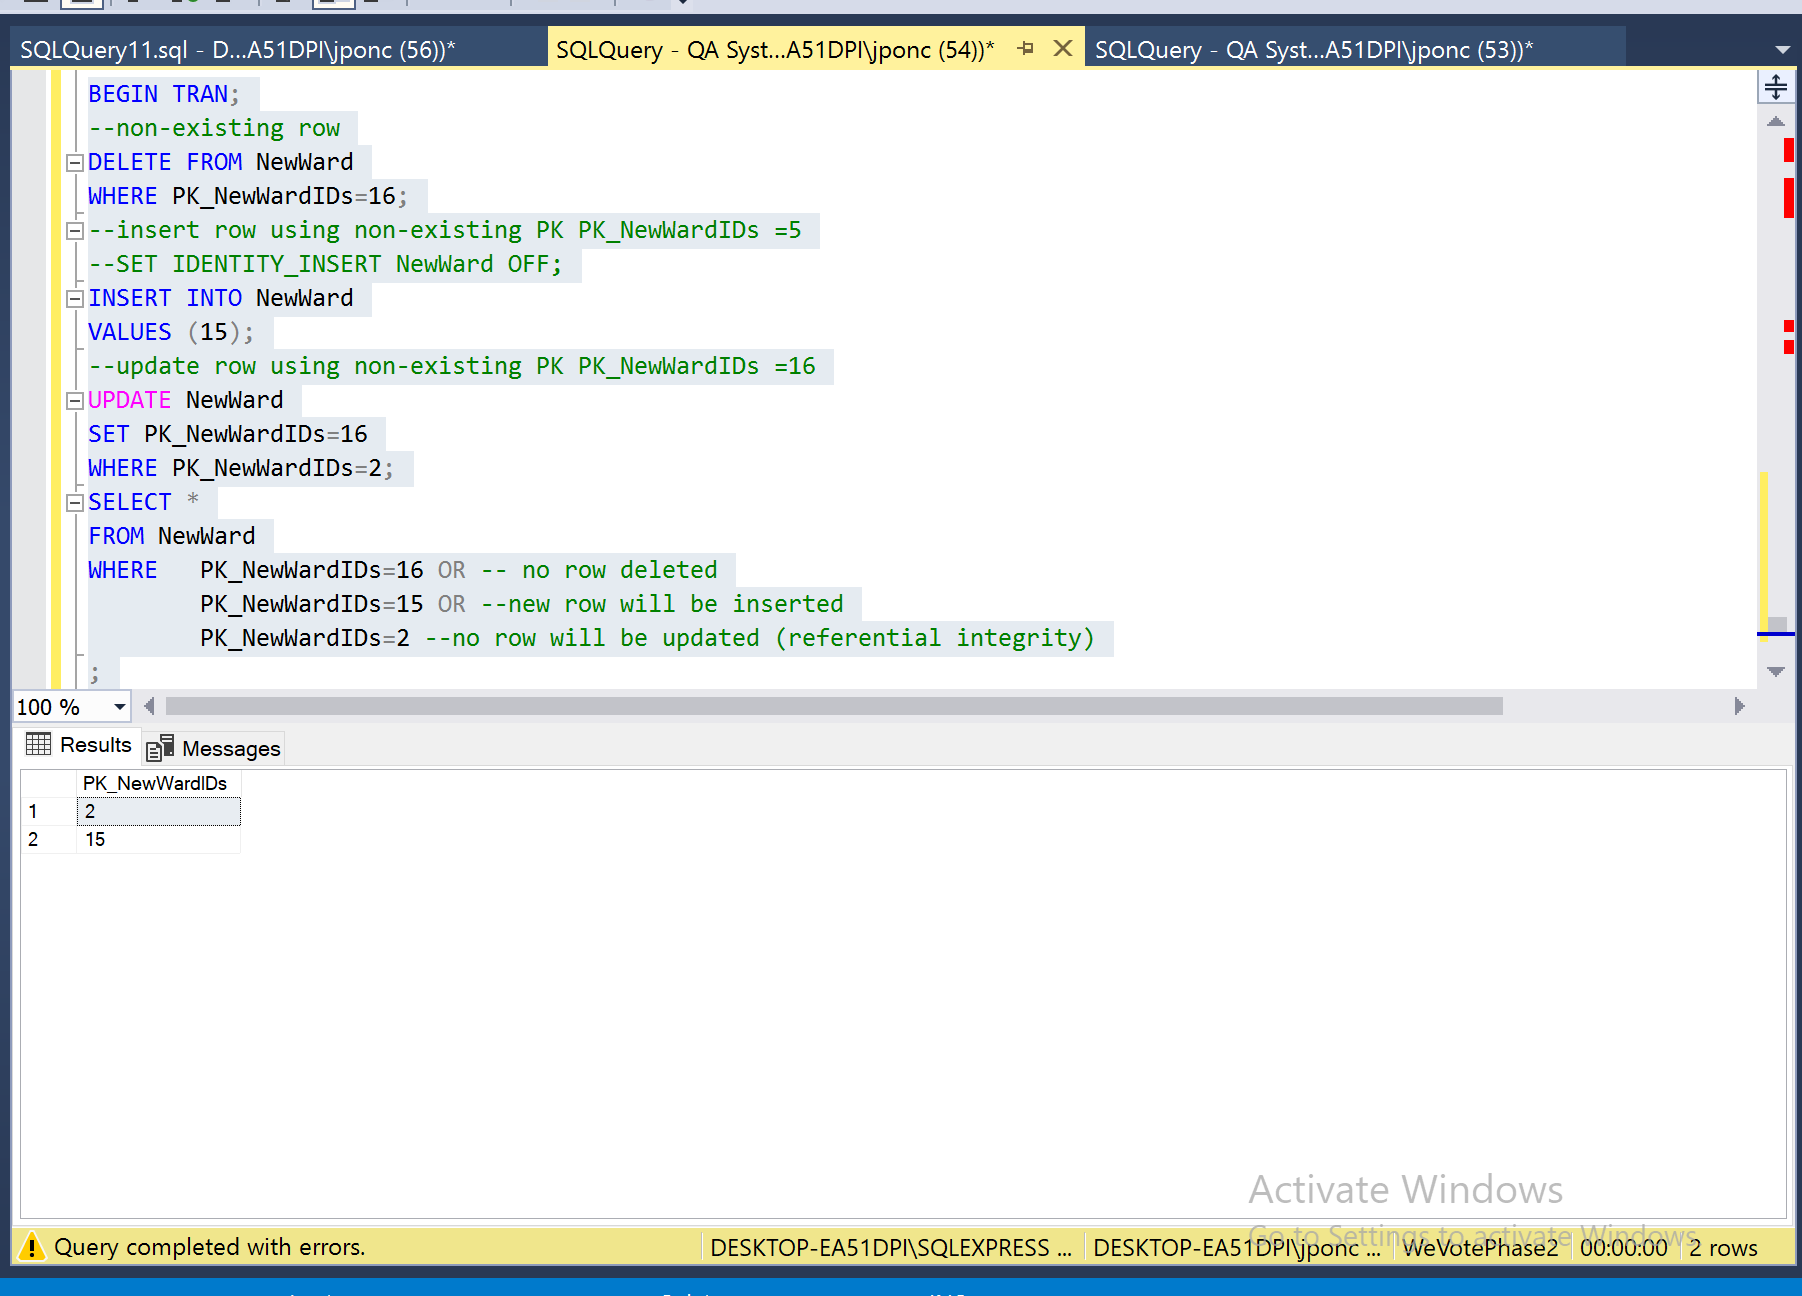 SQLQuery11.sql - D...A51DPI\jponc (56))*
SQLQuery - QA Syst...A51DPI\jponc (54))*
SQLQuery - QA Syst...A51DPI\jponc (53))*
BEGIN TRAN;
--non-existing row
DELETE FROM NewWard
WHERE PK_NewWardIDs=16;
--insert row using non-existing PK PK_NewWardIDs =5
--SET IDENTITY_INSERT NewWard OFF;
INSERT INTO NewWard
VALUES (15);
--update row using non-existing PK PK_NewWardIDs =16
UPDATE NewWard
SET PK_NewWardIDs=16
WHERE PK_NewWardIDs=2;
SELECT *
FROM NewWard
WHERE PK_NewWardIDs=16 OR -- no row deleted
PK_NewWardIDs=15 OR --new row will be inserted
PK_NewWardIDs=2 --no row will be updated (referential integrity)
;
100 %
Results
Messages
PK_NewWardIDs
1 2
2 15
Activate Windows
Go to Settings to activate Windows.
Query completed with errors.
DESKTOP-EA51DPI\SQLEXPRESS ...
DESKTOP-EA51DPI\jponc ...
WeVotePhase2
00:00:00
2 rows